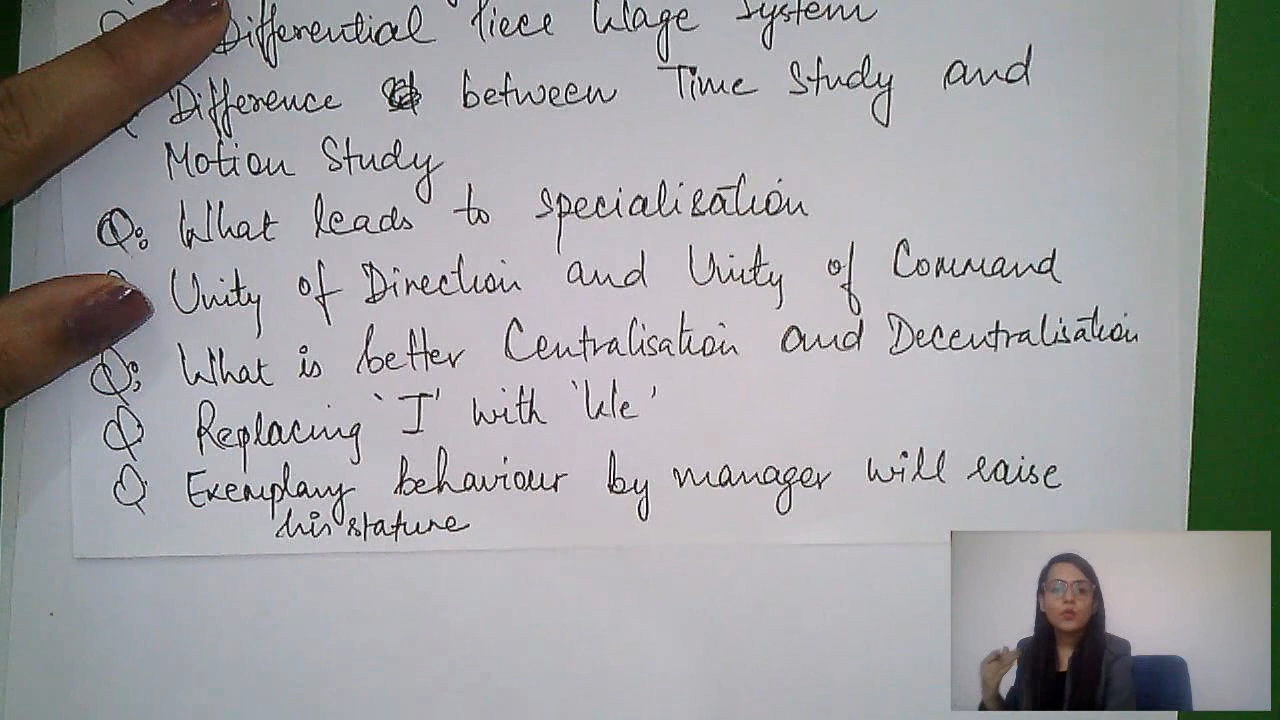 Differential Piece Wage System
Difference between Time Study and
Motion Study
Q: What leads to specialisation
Unity of Direction and Unity of Command
Q: What is better Centralisation and Decentralisation
Q Replacing 'I' with 'We'
Q Exemplary behaviour by manager will raise
his stature